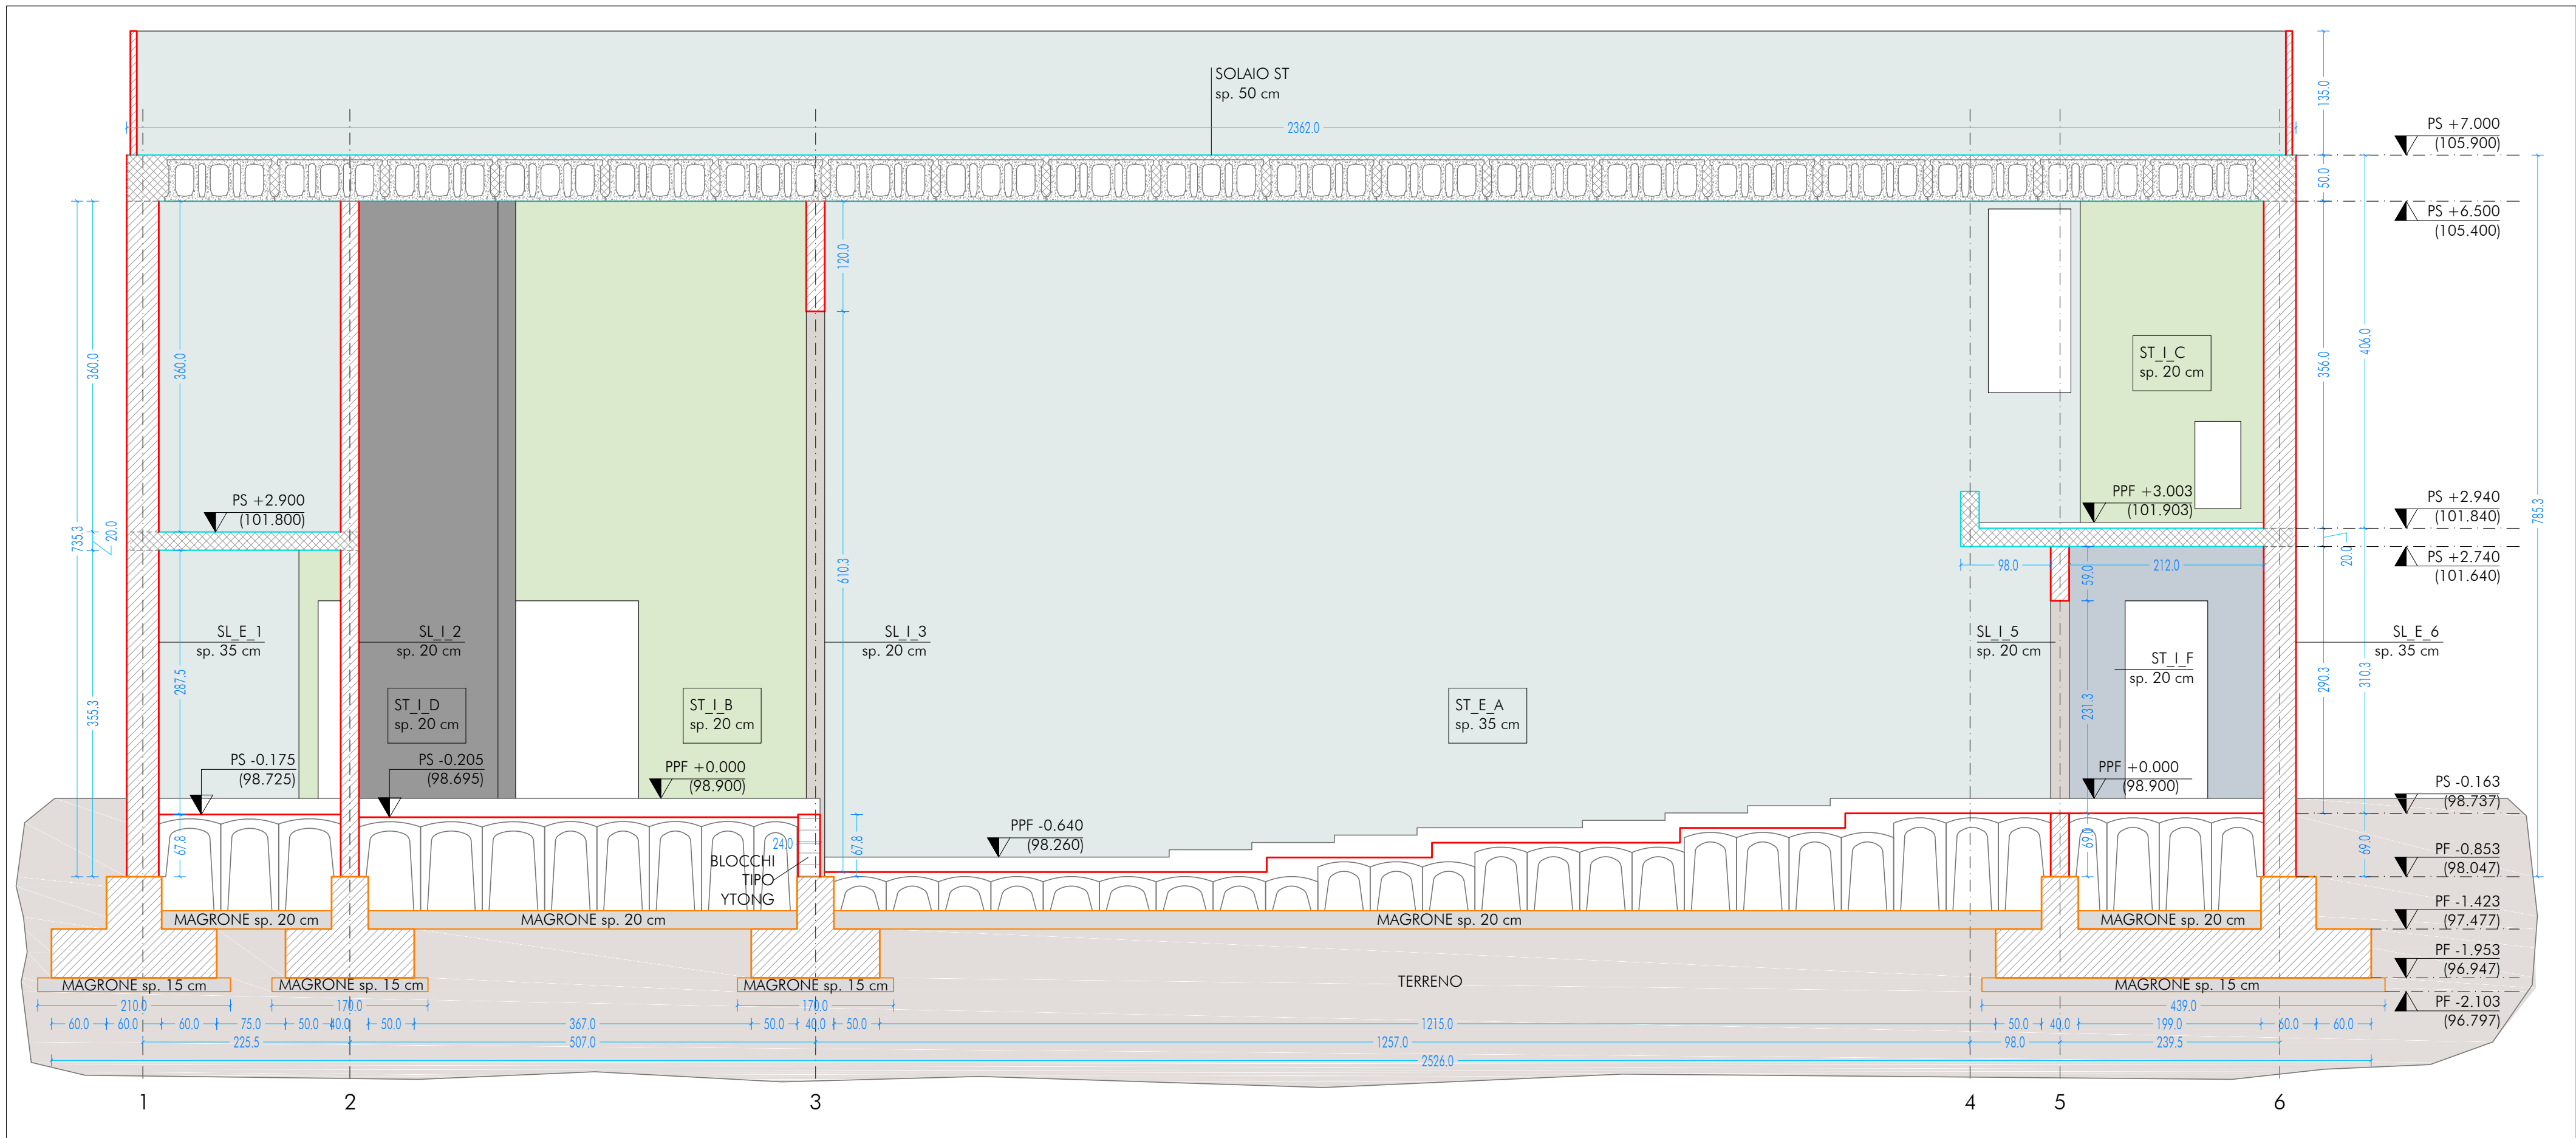 SOLAIO ST
sp. 50 cm
2362.0
135.0
PS +7.000
(105.900)
50.0
PS +6.500
(105.400)
360.0
360.0
120.0
356.0
406.0
ST_I_C
sp. 20 cm
PS +2.900
(101.800)
PPF +3.003
(101.903)
PS +2.940
(101.840)
735.3
20.0
785.3
20.0
PS +2.740
(101.640)
610.3
98.0
59.0
212.0
SL_E_1
sp. 35 cm
SL_I_2
sp. 20 cm
SL_I_3
sp. 20 cm
SL_I_5
sp. 20 cm
SL_E_6
sp. 35 cm
ST_I_F
sp. 20 cm
355.3
287.5
231.3
290.3
310.3
ST_I_D
sp. 20 cm
ST_I_B
sp. 20 cm
ST_E_A
sp. 35 cm
PS -0.175
(98.725)
PS -0.205
(98.695)
PPF +0.000
(98.900)
PPF +0.000
(98.900)
PS -0.163
(98.737)
PPF -0.640
(98.260)
67.8
24.0
67.8
69.0
69.0
BLOCCHI
TIPO
YTONG
PF -0.853
(98.047)
MAGRONE sp. 20 cm
MAGRONE sp. 20 cm
MAGRONE sp. 20 cm
MAGRONE sp. 20 cm
PF -1.423
(97.477)
PF -1.953
(96.947)
TERRENO
MAGRONE sp. 15 cm
MAGRONE sp. 15 cm
MAGRONE sp. 15 cm
MAGRONE sp. 15 cm
PF -2.103
(96.797)
210.0
170.0
170.0
439.0
60.0 60.0 60.0 75.0 50.0 40.0 50.0 367.0 50.0 40.0 50.0 1215.0 50.0 40.0 199.0 60.0 60.0
225.5 507.0 1257.0 98.0 239.5
2526.0
1 2 3 4 5 6